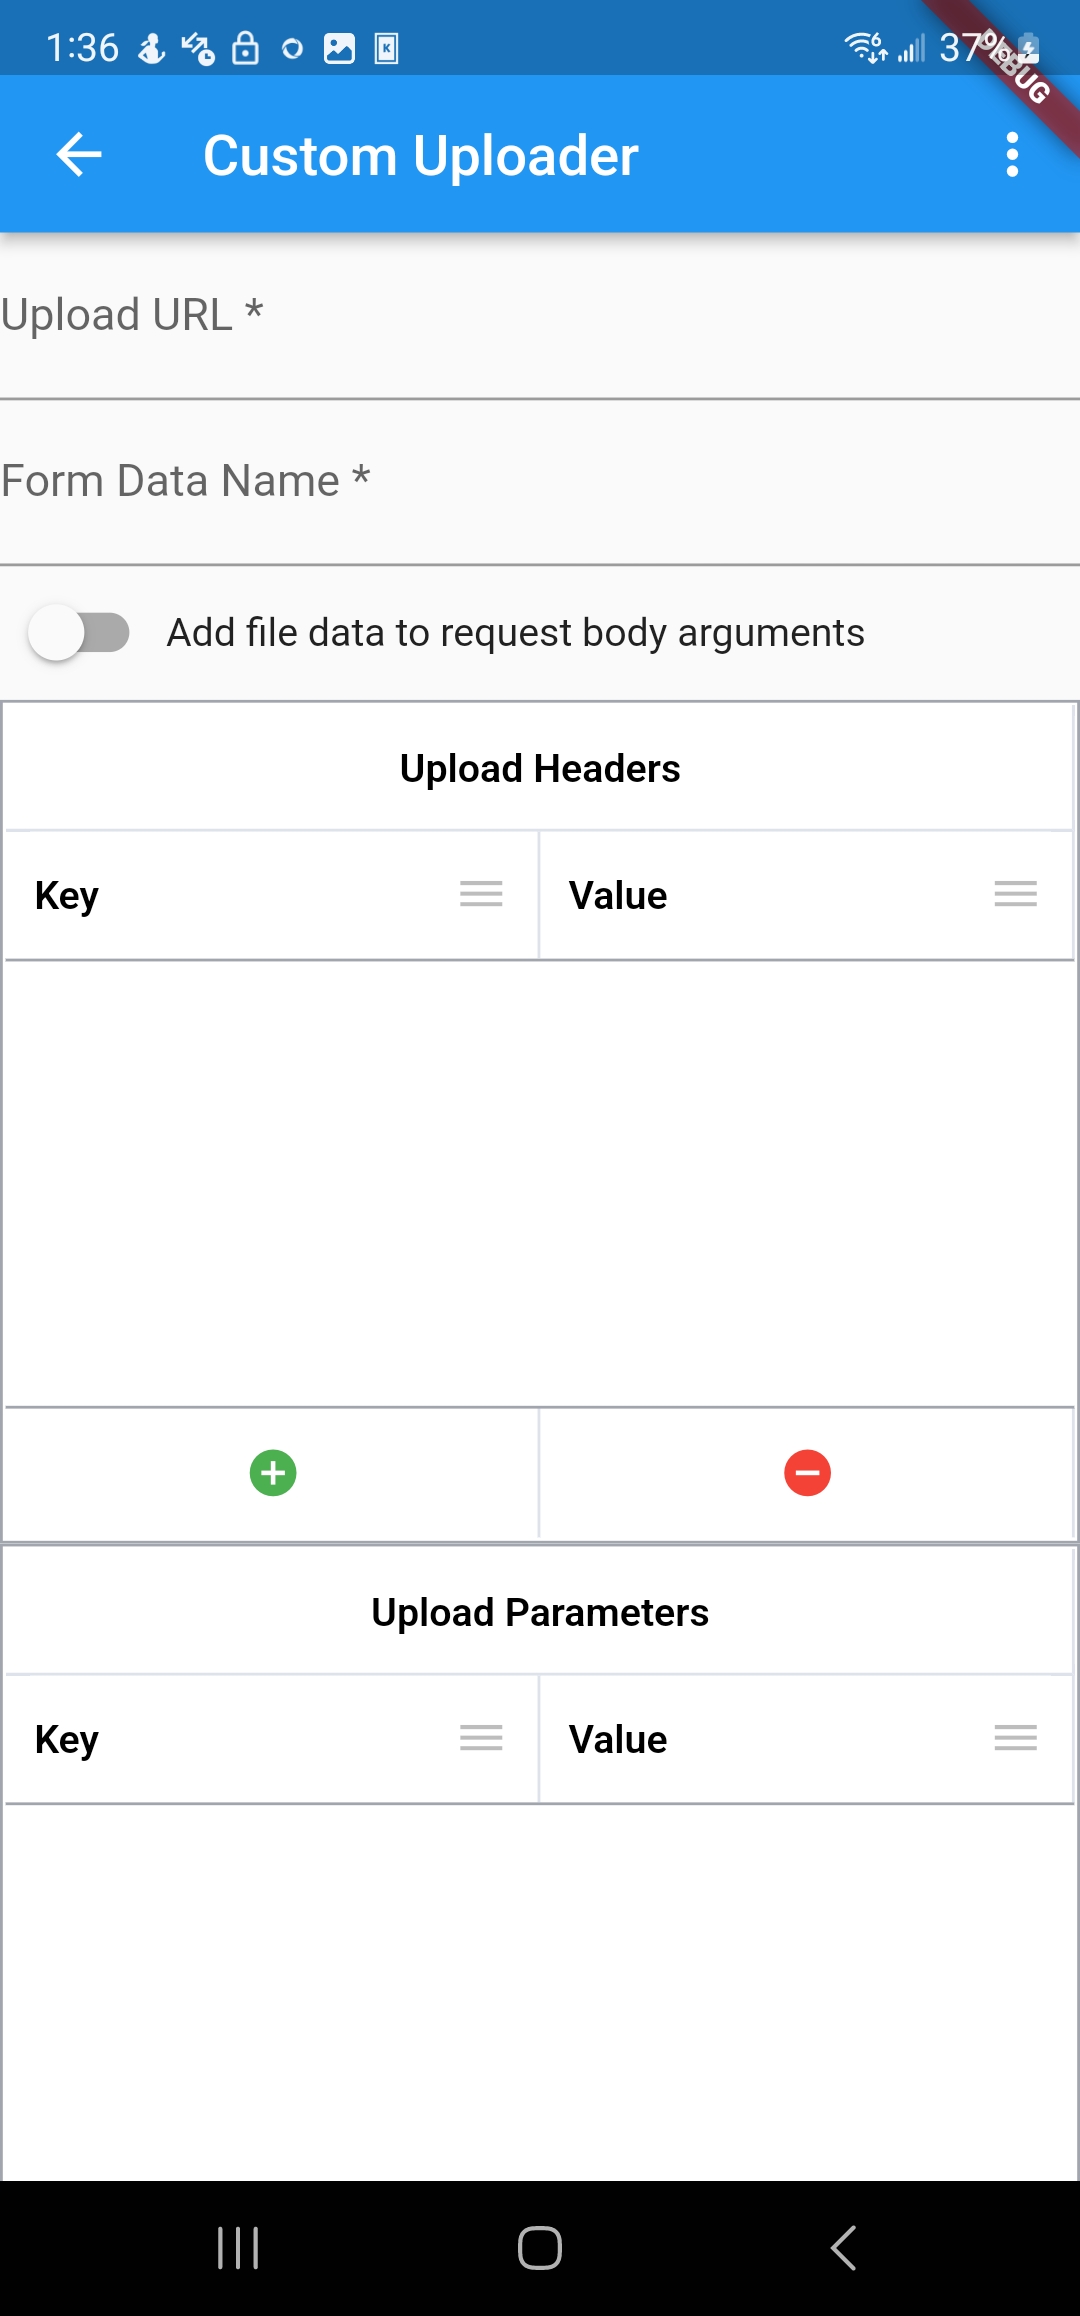 1:36
37%
DEBUG
Custom Uploader
Upload URL *
Form Data Name *
Add file data to request body arguments
Upload Headers
Key Value
Upload Parameters
Key Value